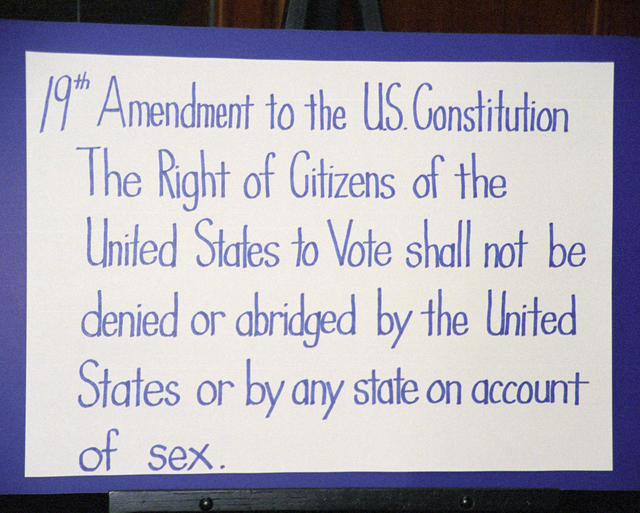 19th Amendment to the U.S. Constitution
The Right of Citizens of the
United States to Vote shall not be
denied or abridged by the United
States or by any state on account
of sex.